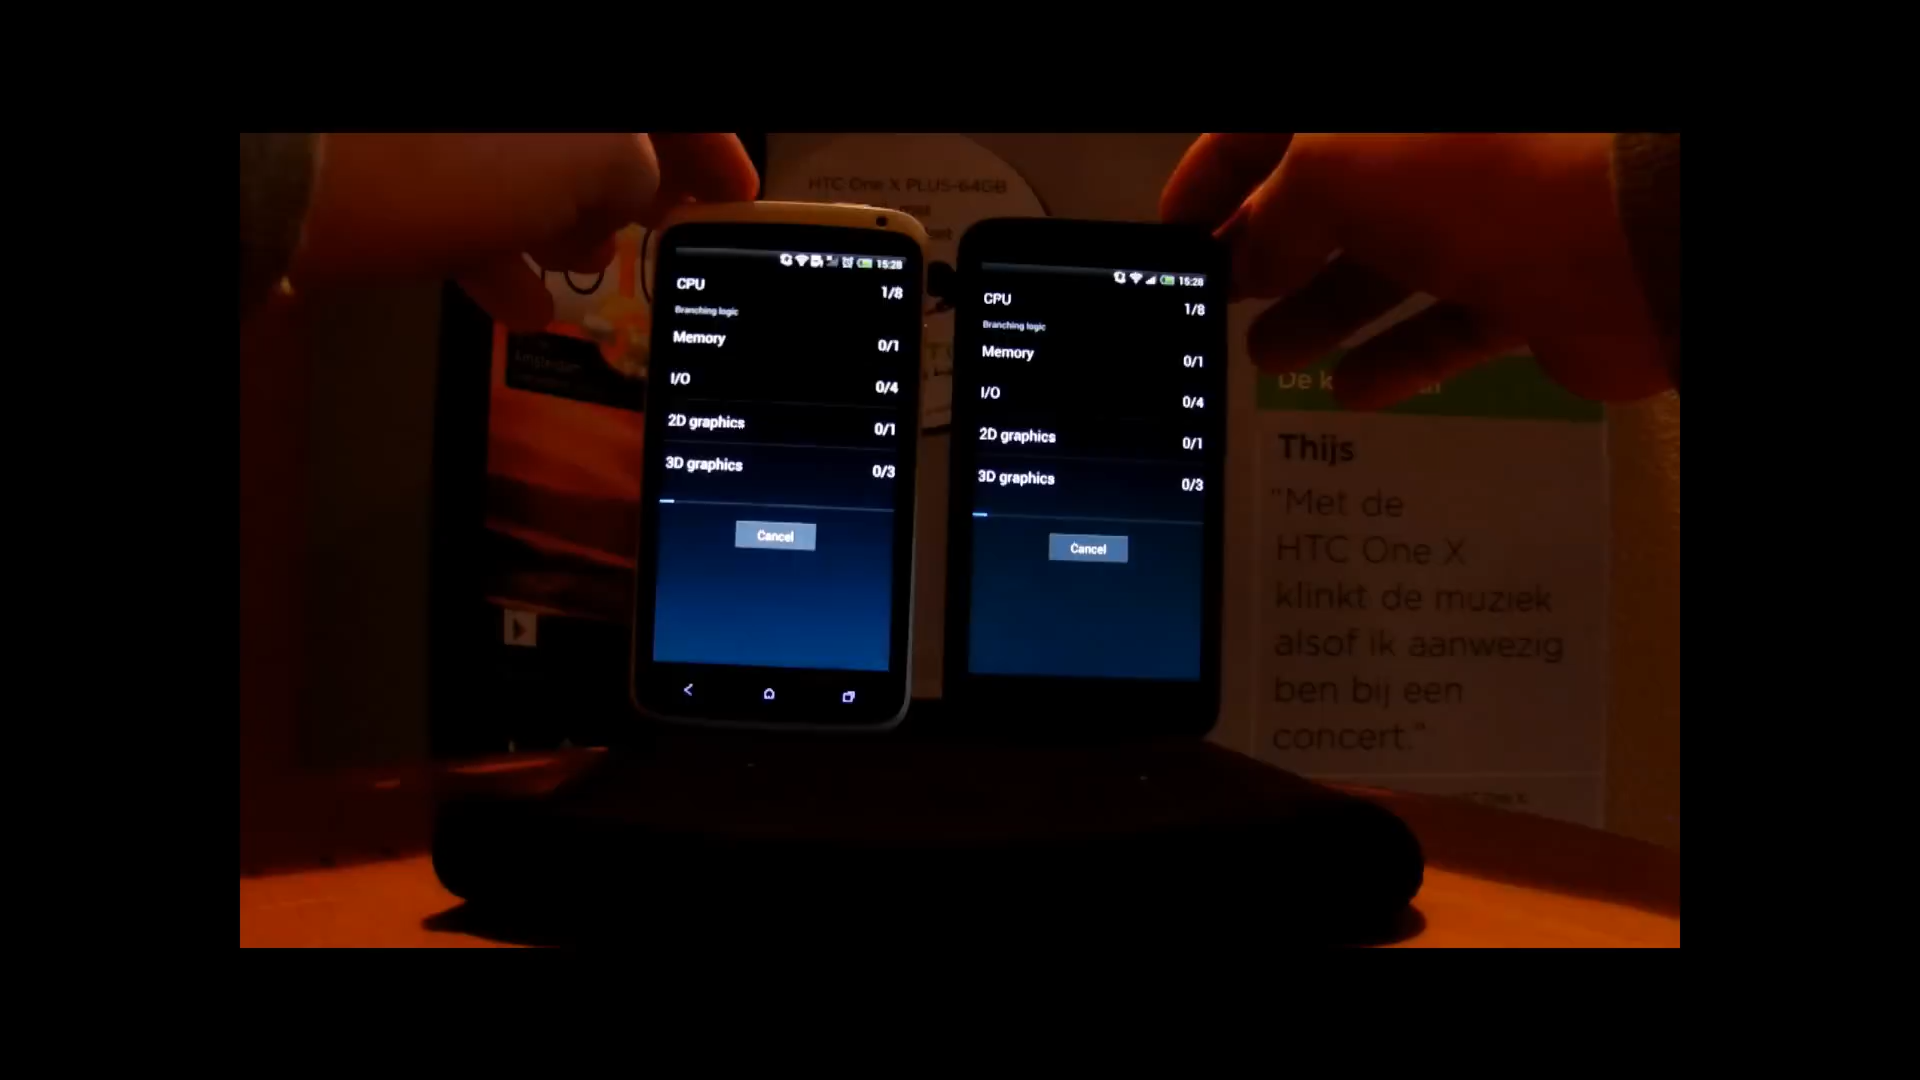 HTC One X PLUS-64GB
15:28
CPU
1/8
Branching logic
Memory
0/1
I/O
0/4
2D graphics
0/1
3D graphics
0/3
Cancel
15:28
CPU
1/8
Branching logic
Memory
0/1
I/O
0/4
2D graphics
0/1
3D graphics
0/3
Cancel
Amsterdam
De k
Thijs
"Met de
HTC One X
klinkt de muziek
alsof ik aanwezig
ben bij een
concert."